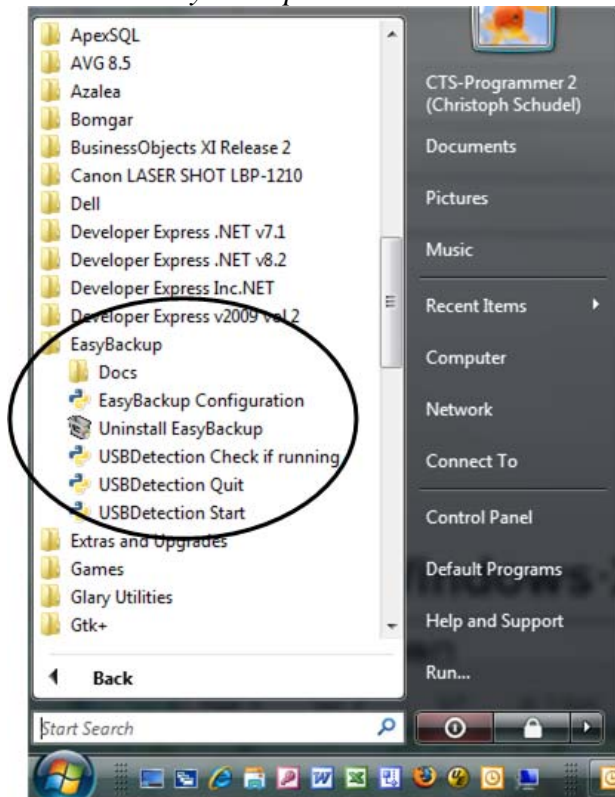 ApexSQL
AVG 8.5
Azalea
Bomgar
BusinessObjects XI Release 2
Canon LASER SHOT LBP-1210
Dell
Developer Express .NET v7.1
Developer Express .NET v8.2
Developer Express Inc.NET
Developer Express v2009 vol 2
EasyBackup
Docs
EasyBackup Configuration
Uninstall EasyBackup
USBDetection Check if running
USBDetection Quit
USBDetection Start
Extras and Upgrades
Games
Glary Utilities
Gtk+
Back
Start Search
CTS-Programmer 2
(Christoph Schudel)
Documents
Pictures
Music
Recent Items
Computer
Network
Connect To
Control Panel
Default Programs
Help and Support
Run...